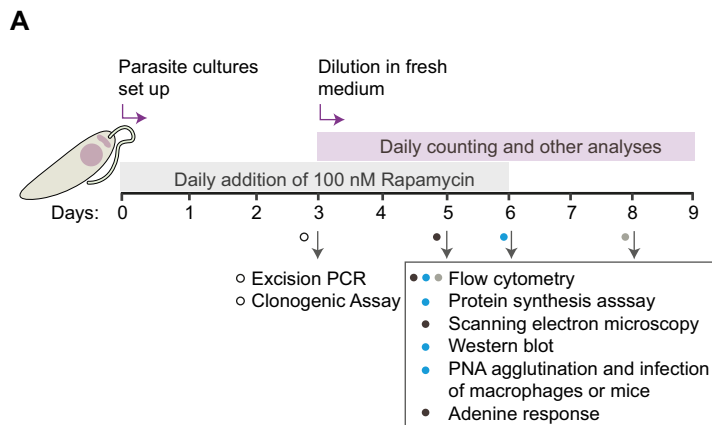 A
Parasite cultures
set up
Dilution in fresh
medium
Daily counting and other analyses
Daily addition of 100 nM Rapamycin
Days: 0 1 2 3 4 5 6 7 8 9
Excision PCR
Clonogenic Assay
Flow cytometry
Protein synthesis asssay
Scanning electron microscopy
Western blot
PNA agglutination and infection
of macrophages or mice
Adenine response